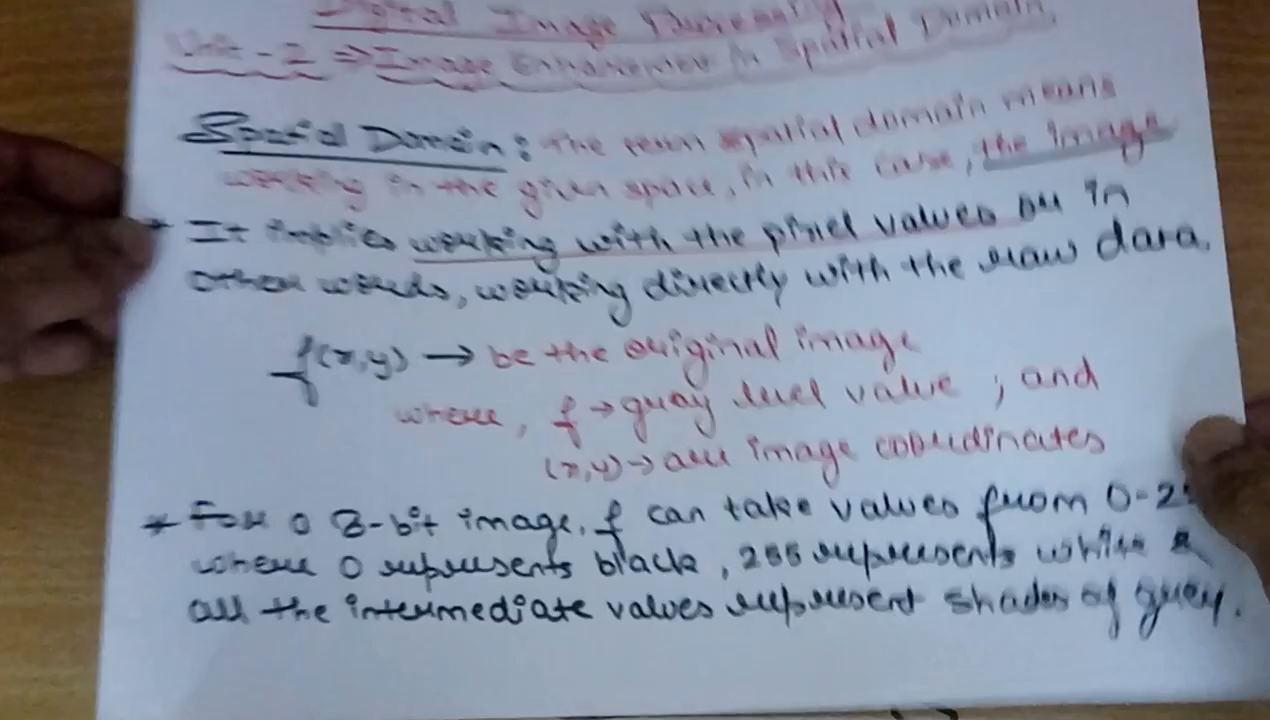 Digital Image Processing
Unit-2 ⇒ Image Enhancement in Spatial Domain
Spatial Domain: The term spatial domain means
working in the given space, in this case, the image
* It implies working with the pixel values or in
other words, working directly with the raw data.
f(x,y) → be the original image
where, f → gray level value ; and
(x,y) → are image coordinates
* For 0 8-bit image, f can take values from 0-2
where 0 represents black, 255 represents white &
all the intermediate values represent shades of grey.